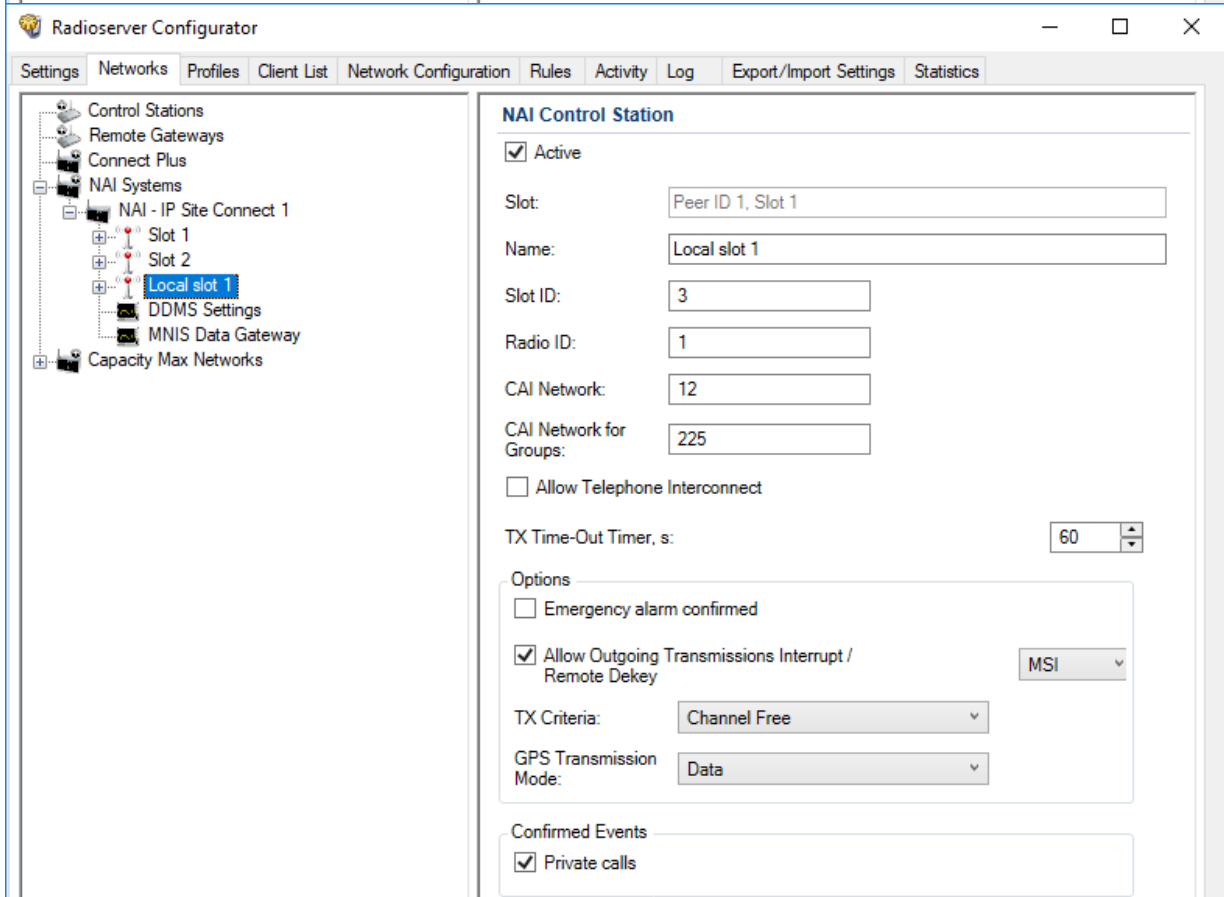 Radioserver Configurator
Settings Networks Profiles Client List Network Configuration Rules Activity Log Export/Import Settings Statistics
Control Stations
Remote Gateways
Connect Plus
NAI Systems
NAI - IP Site Connect 1
Slot 1
Slot 2
Local slot 1
DDMS Settings
MNIS Data Gateway
Capacity Max Networks
NAI Control Station
Active
Slot: Peer ID 1, Slot 1
Name: Local slot 1
Slot ID: 3
Radio ID: 1
CAI Network: 12
CAI Network for
Groups: 225
Allow Telephone Interconnect
TX Time-Out Timer, s: 60
Options
Emergency alarm confirmed
Allow Outgoing Transmissions Interrupt /
Remote Dekey MSI
TX Criteria: Channel Free
GPS Transmission
Mode: Data
Confirmed Events
Private calls